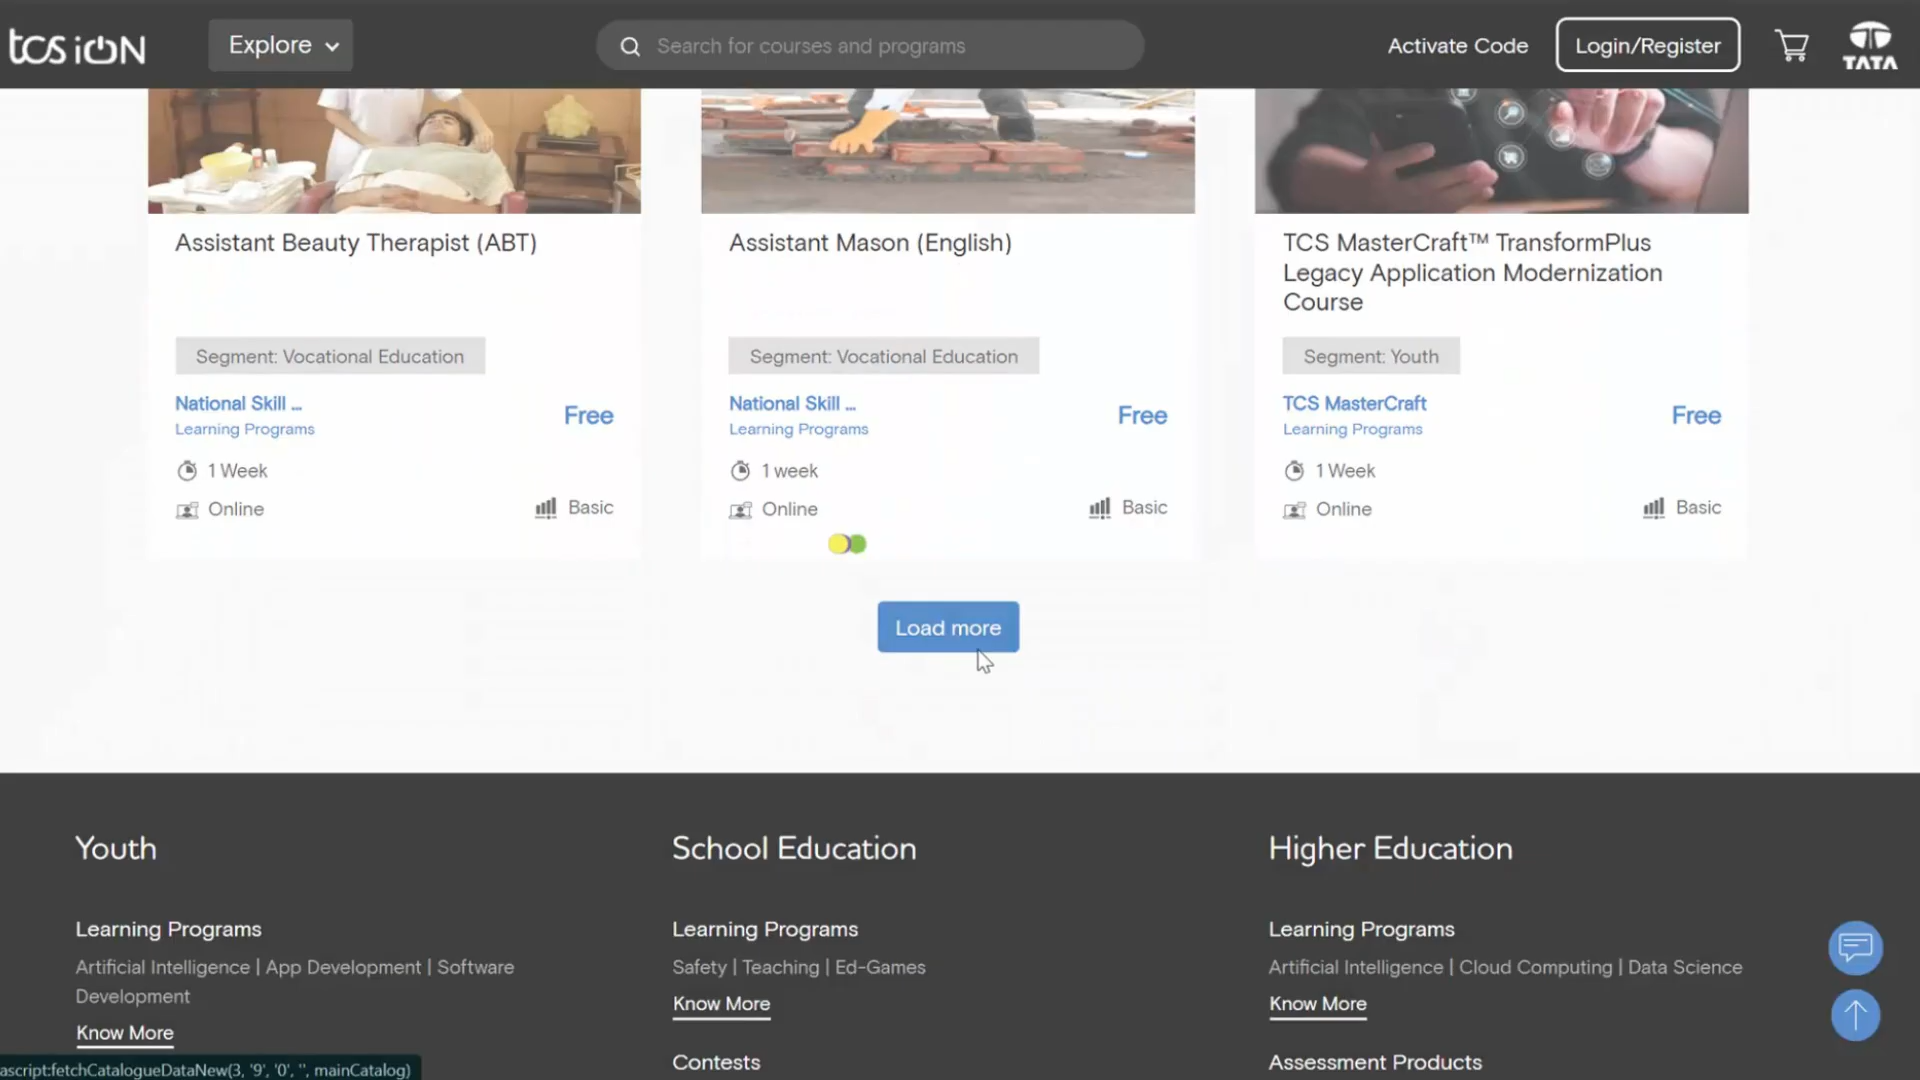 tcs iON
Explore
Search for courses and programs
Activate Code
Login/Register
TATA
Assistant Beauty Therapist (ABT)
Segment: Vocational Education
National Skill ...
Learning Programs
Free
1 Week
Online
Basic
Assistant Mason (English)
Segment: Vocational Education
National Skill ...
Learning Programs
Free
1 week
Online
Basic
TCS MasterCraft™ TransformPlus
Legacy Application Modernization
Course
Segment: Youth
TCS MasterCraft
Learning Programs
Free
1 Week
Online
Basic
Load more
Youth
Learning Programs
Artificial Intelligence | App Development | Software
Development
Know More
School Education
Learning Programs
Safety | Teaching | Ed-Games
Know More
Contests
Higher Education
Learning Programs
Artificial Intelligence | Cloud Computing | Data Science
Know More
Assessment Products
ascript:fetchCatalogueDataNew(3, '9', '0', '', mainCatalog)